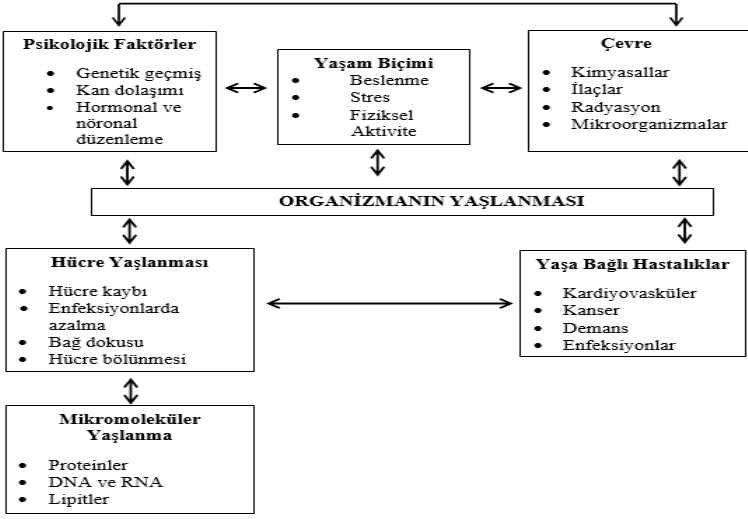 Psikolojik Faktörler
• Genetik geçmiş
• Kan dolaşımı
• Hormonal ve
nöronal
düzenleme
Yaşam Biçimi
• Beslenme
• Stres
• Fiziksel
Aktivite
Çevre
• Kimyasallar
• İlaçlar
• Radyasyon
• Mikroorganizmalar
ORGANİZMANIN YAŞLANMASI
Hücre Yaşlanması
• Hücre kaybı
• Enfeksiyonlarda
azalma
• Bağ dokusu
• Hücre bölünmesi
Yaşa Bağlı Hastalıklar
• Kardiyovasküler
• Kanser
• Demans
• Enfeksiyonlar
Mikromoleküler
Yaşlanma
• Proteinler
• DNA ve RNA
• Lipitler